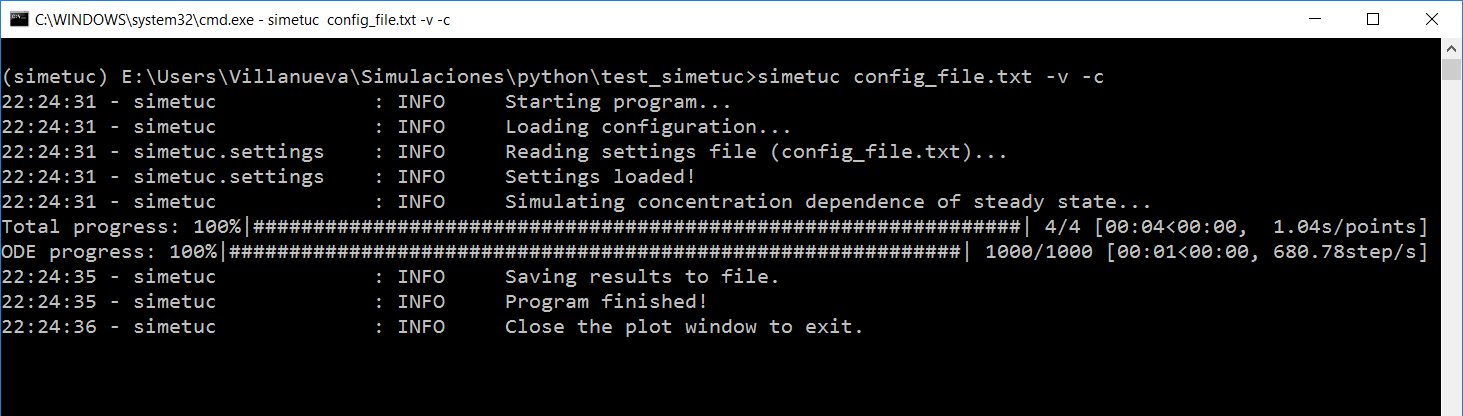 C:\WINDOWS\system32\cmd.exe - simetuc  config_file.txt -v -c
(simetuc) E:\Users\Villanueva\Simulaciones\python\test_simetuc>simetuc config_file.txt -v -c
22:24:31 - simetuc             : INFO     Starting program...
22:24:31 - simetuc             : INFO     Loading configuration...
22:24:31 - simetuc.settings    : INFO     Reading settings file (config_file.txt)...
22:24:31 - simetuc.settings    : INFO     Settings loaded!
22:24:31 - simetuc             : INFO     Simulating concentration dependence of steady state...
Total progress: 100%|################################################################| 4/4 [00:04<00:00,  1.04s/points]
ODE progress: 100%|#############################################################| 1000/1000 [00:01<00:00, 680.78step/s]
22:24:35 - simetuc             : INFO     Saving results to file.
22:24:35 - simetuc             : INFO     Program finished!
22:24:36 - simetuc             : INFO     Close the plot window to exit.